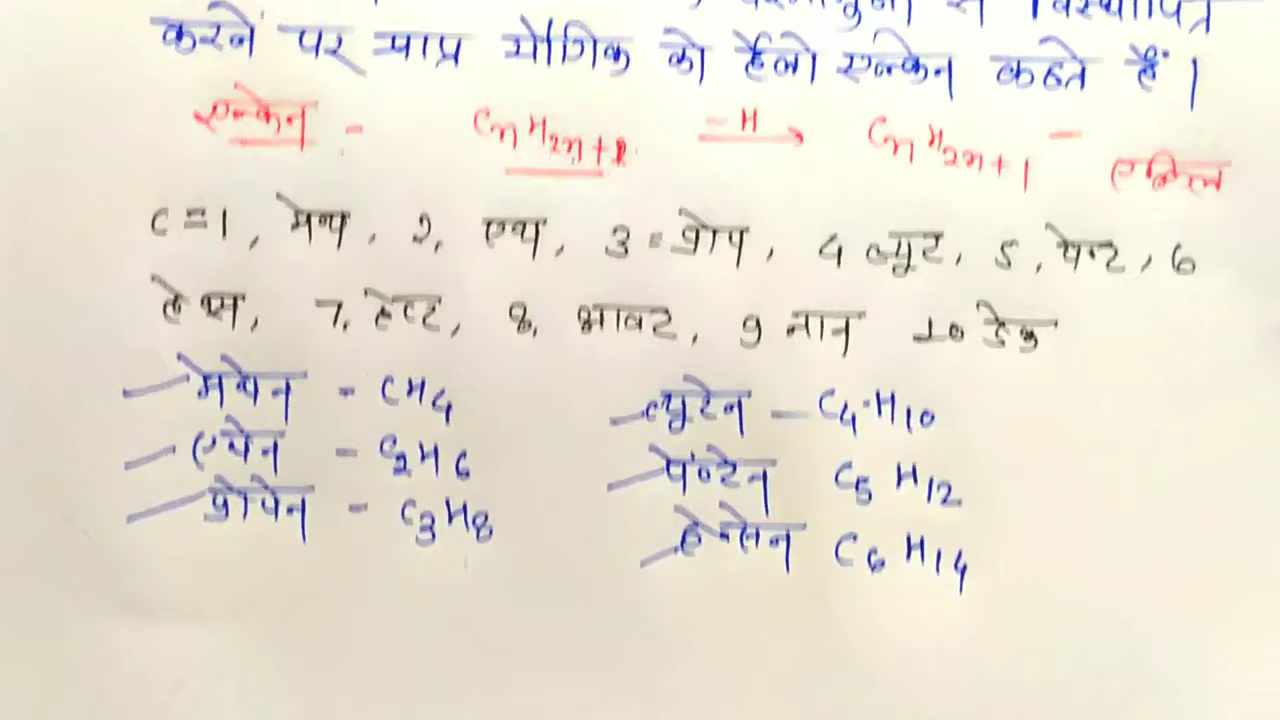 से विस्थापित
करने पर प्राप्त यौगिक को हैलो एल्केन कहते हैं।
एल्केन - CnH2n+2 -H → CnH2n+1 - एल्किल
C=1, मेथ, 2, एथ, 3=प्रोप, 4 ब्यूट, 5, पेन्ट, 6
हेक्स, 7, हेप्ट, 8, आक्ट, 9 नान 10 डेक
मेथेन - CH4 ब्यूटेन - C4H10
एथेन - C2H6 पेन्टेन C5H12
प्रोपेन - C3H8 हेक्सेन C6H14